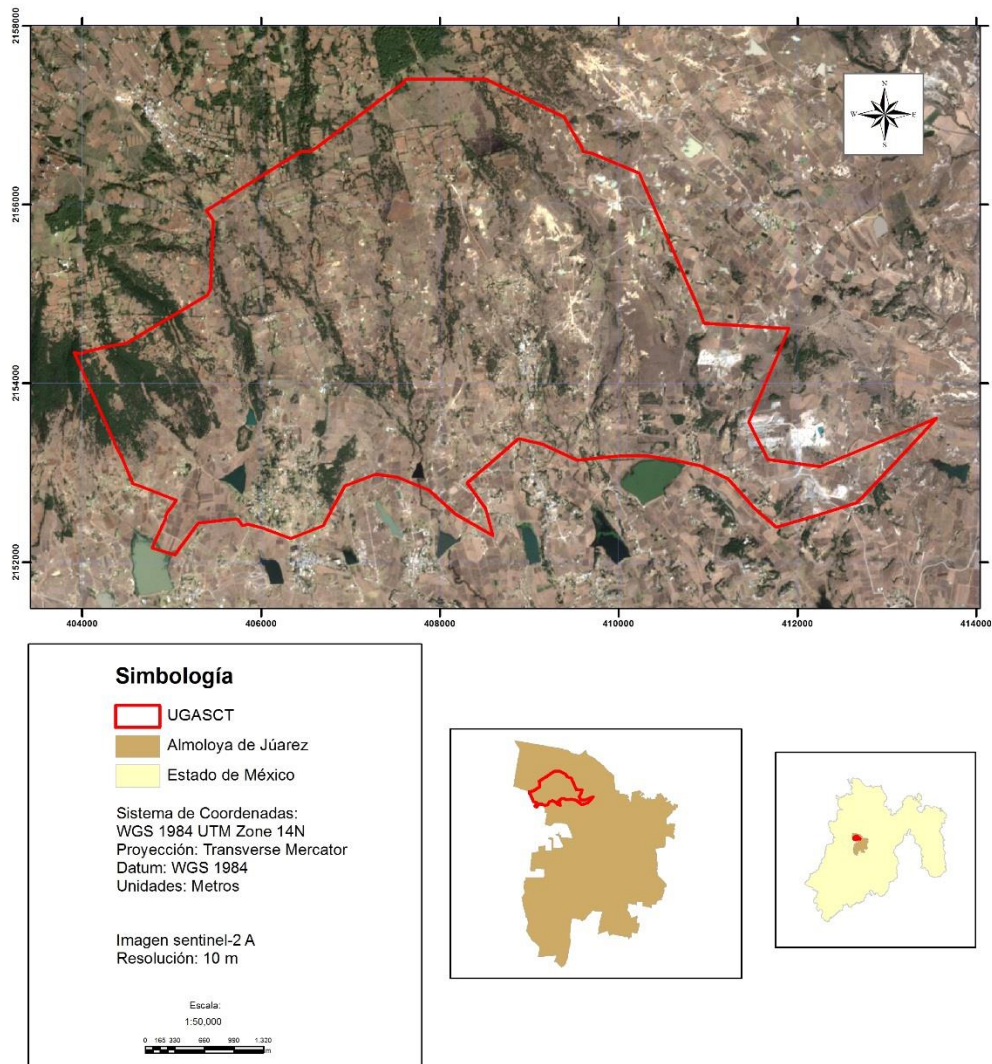 2158000
2156000
2154000
2152000
N
W
E
S
404000
406000
408000
410000
412000
414000
Simbología
UGASCT
Almoloya de Júarez
Estado de México
Sistema de Coordenadas:
WGS 1984 UTM Zone 14N
Proyección: Transverse Mercator
Datum: WGS 1984
Unidades: Metros
Imagen sentinel-2 A
Resolución: 10 m
Escala:
1:50,000
0 165 330 660 990 1,320
m